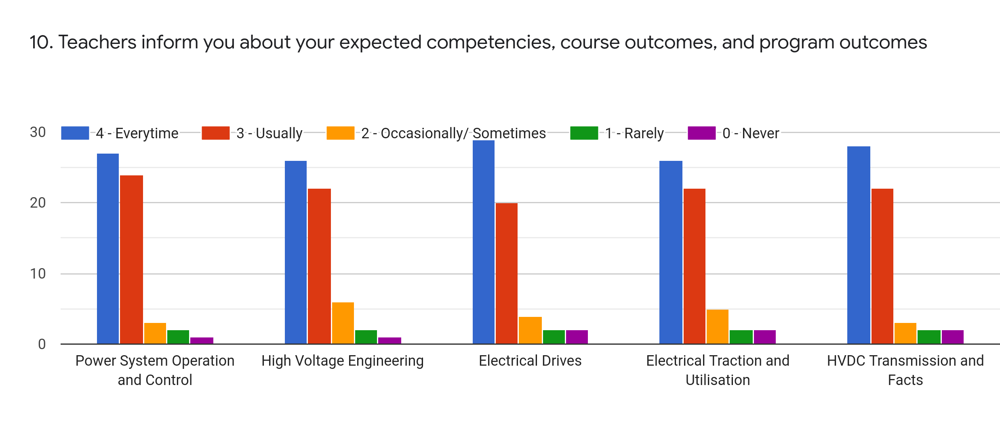 10. Teachers inform you about your expected competencies, course outcomes, and program outcomes
30
4 - Everytime
3 - Usually
2 - Occasionally/ Sometimes
1 - Rarely
0 - Never
20
10
0
Power System Operation
and Control
High Voltage Engineering
Electrical Drives
Electrical Traction and
Utilisation
HVDC Transmission and
Facts